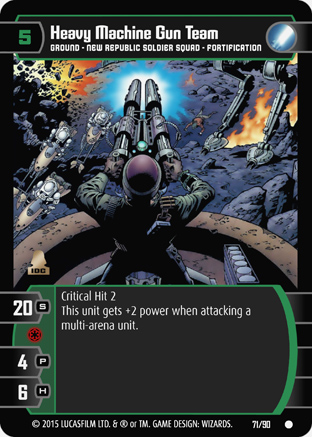 5
Heavy Machine Gun Team
GROUND - NEW REPUBLIC SOLDIER SQUAD - FORTIFICATION
IDC
20 S
Critical Hit 2
This unit gets +2 power when attacking a
multi-arena unit.
4 P
6 H
© 2015 LUCASFILM LTD. & ® or TM. GAME DESIGN: WIZARDS.
71/90